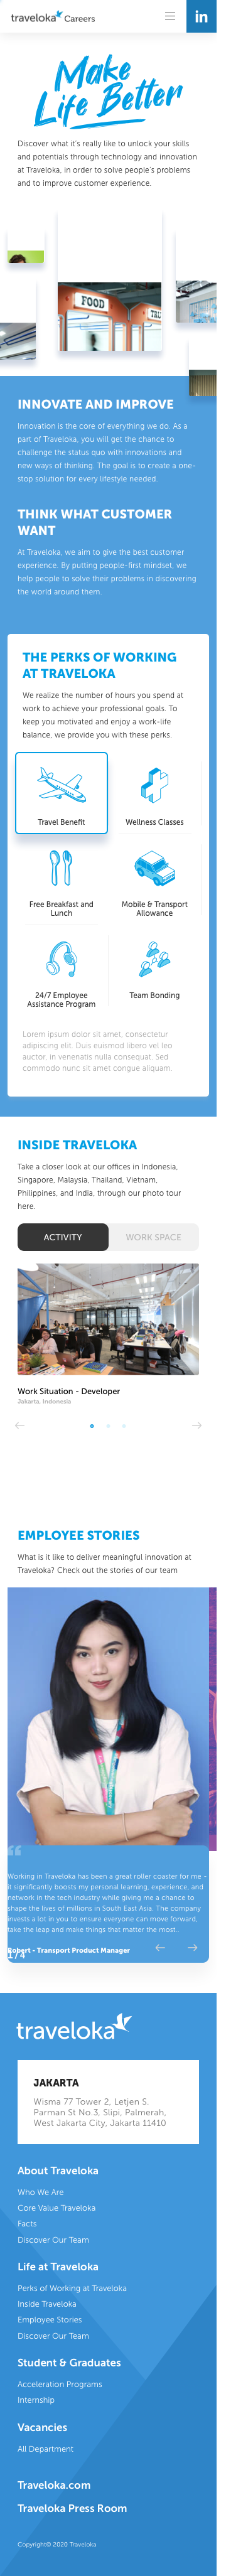 traveloka Careers
in
Make
Life Better
Discover what it's really like to unlock your skills
and potentials through technology and innovation
at Traveloka, in order to solve people's problems
and to improve customer experience.
FOOD
INNOVATE AND IMPROVE
Innovation is the core of everything we do. As a
part of Traveloka, you will get the chance to
challenge the status quo with innovations and
new ways of thinking. The goal is to create a one-
stop solution for every lifestyle needed.
THINK WHAT CUSTOMER
WANT
At Traveloka, we aim to give the best customer
experience. By putting people-first mindset, we
help people to solve their problems in discovering
the world around them.
THE PERKS OF WORKING
AT TRAVELOKA
We realize the number of hours you spend at
work to achieve your professional goals. To
keep you motivated and enjoy a work-life
balance, we provide you with these perks.
Travel Benefit
Wellness Classes
Free Breakfast and
Lunch
Mobile & Transport
Allowance
24/7 Employee
Assistance Program
Team Bonding
Lorem ipsum dolor sit amet, consectetur
adipiscing elit. Duis euismod libero vel leo
auctor, in venenatis nulla consequat. Sed
commodo nunc sit amet congue aliquam.
INSIDE TRAVELOKA
Take a closer look at our offices in Indonesia,
Singapore, Malaysia, Thailand, Vietnam,
Philippines, and India, through our photo tour
here.
ACTIVITY
WORK SPACE
Work Situation - Developer
Jakarta, Indonesia
EMPLOYEE STORIES
What is it like to deliver meaningful innovation at
Traveloka? Check out the stories of our team
Working in Traveloka has been a great roller coaster for me -
it significantly boosts my personal learning, experience, and
network in the tech industry while giving me a chance to
shape the lives of millions in South East Asia. The company
invests a lot in you to ensure everyone can move forward,
take the leap and make things that matter the most..
Robert - Transport Product Manager
1 / 4
traveloka
JAKARTA
Wisma 77 Tower 2, Letjen S.
Parman St No.3, Slipi, Palmerah,
West Jakarta City, Jakarta 11410
About Traveloka
Who We Are
Core Value Traveloka
Facts
Discover Our Team
Life at Traveloka
Perks of Working at Traveloka
Inside Traveloka
Employee Stories
Discover Our Team
Student & Graduates
Acceleration Programs
Internship
Vacancies
All Department
Traveloka.com
Traveloka Press Room
Copyright© 2020 Traveloka